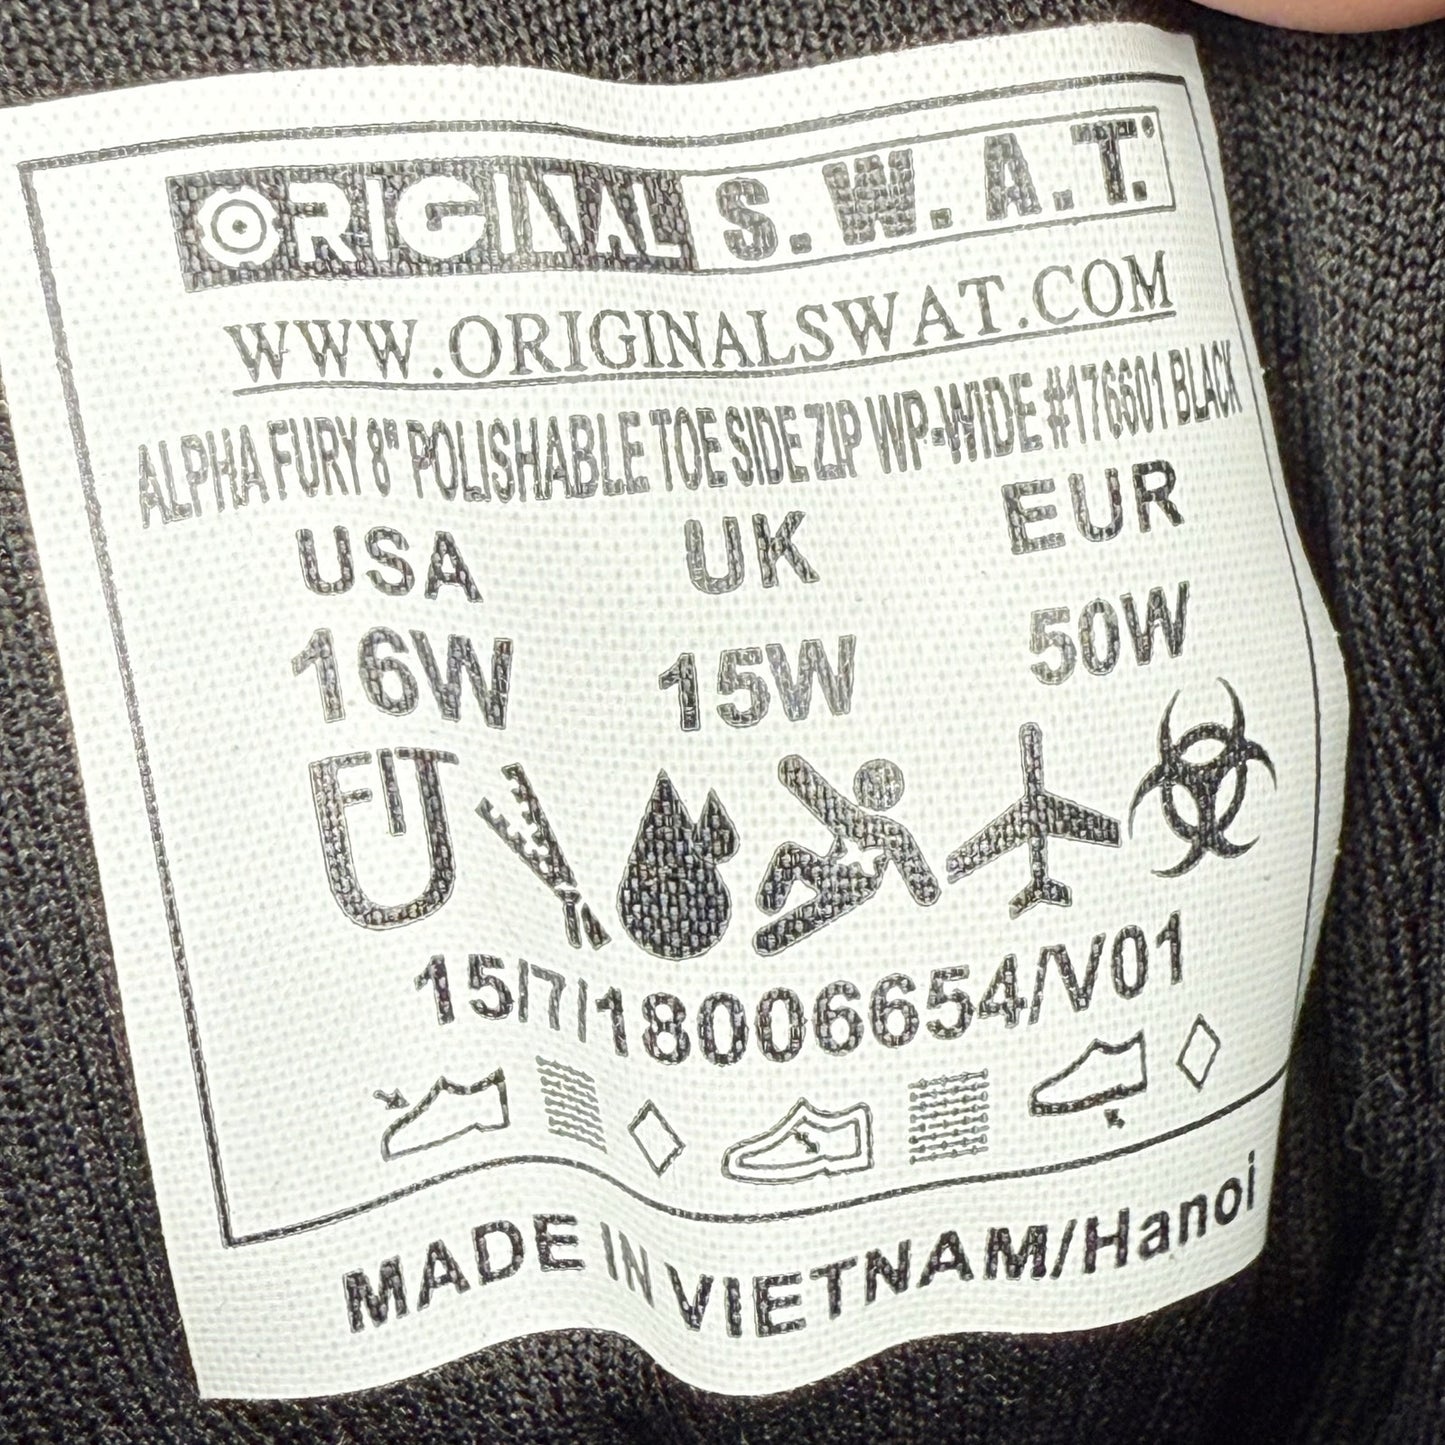 ORIGINAL S.W.A.T.
WWW.ORIGINALSWAT.COM
ALPHA FURY 8" POLISHABLE TOE SIDE ZIP WP-WIDE #176601 BLACK
USA UK EUR
16W 15W 50W
FIT
15/7/18006654/V01
MADE IN VIETNAM/Hanoi